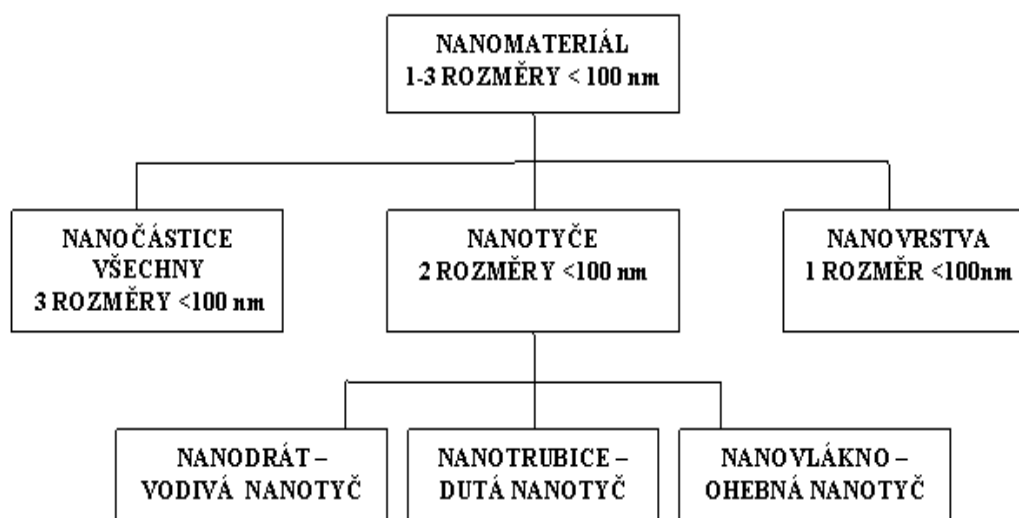 NANOMATERIÁL
1-3 ROZMĚRY < 100 nm
NANOČÁSTICE
VŠECHNY
3 ROZMĚRY <100 nm
NANOTYČE
2 ROZMĚRY <100 nm
NANOVRSTVA
1 ROZMĚR <100nm
NANODRÁT –
VODIVÁ NANOTYČ
NANOTRUBICE –
DUTÁ NANOTYČ
NANOVLÁKNO –
OHEBNÁ NANOTYČ